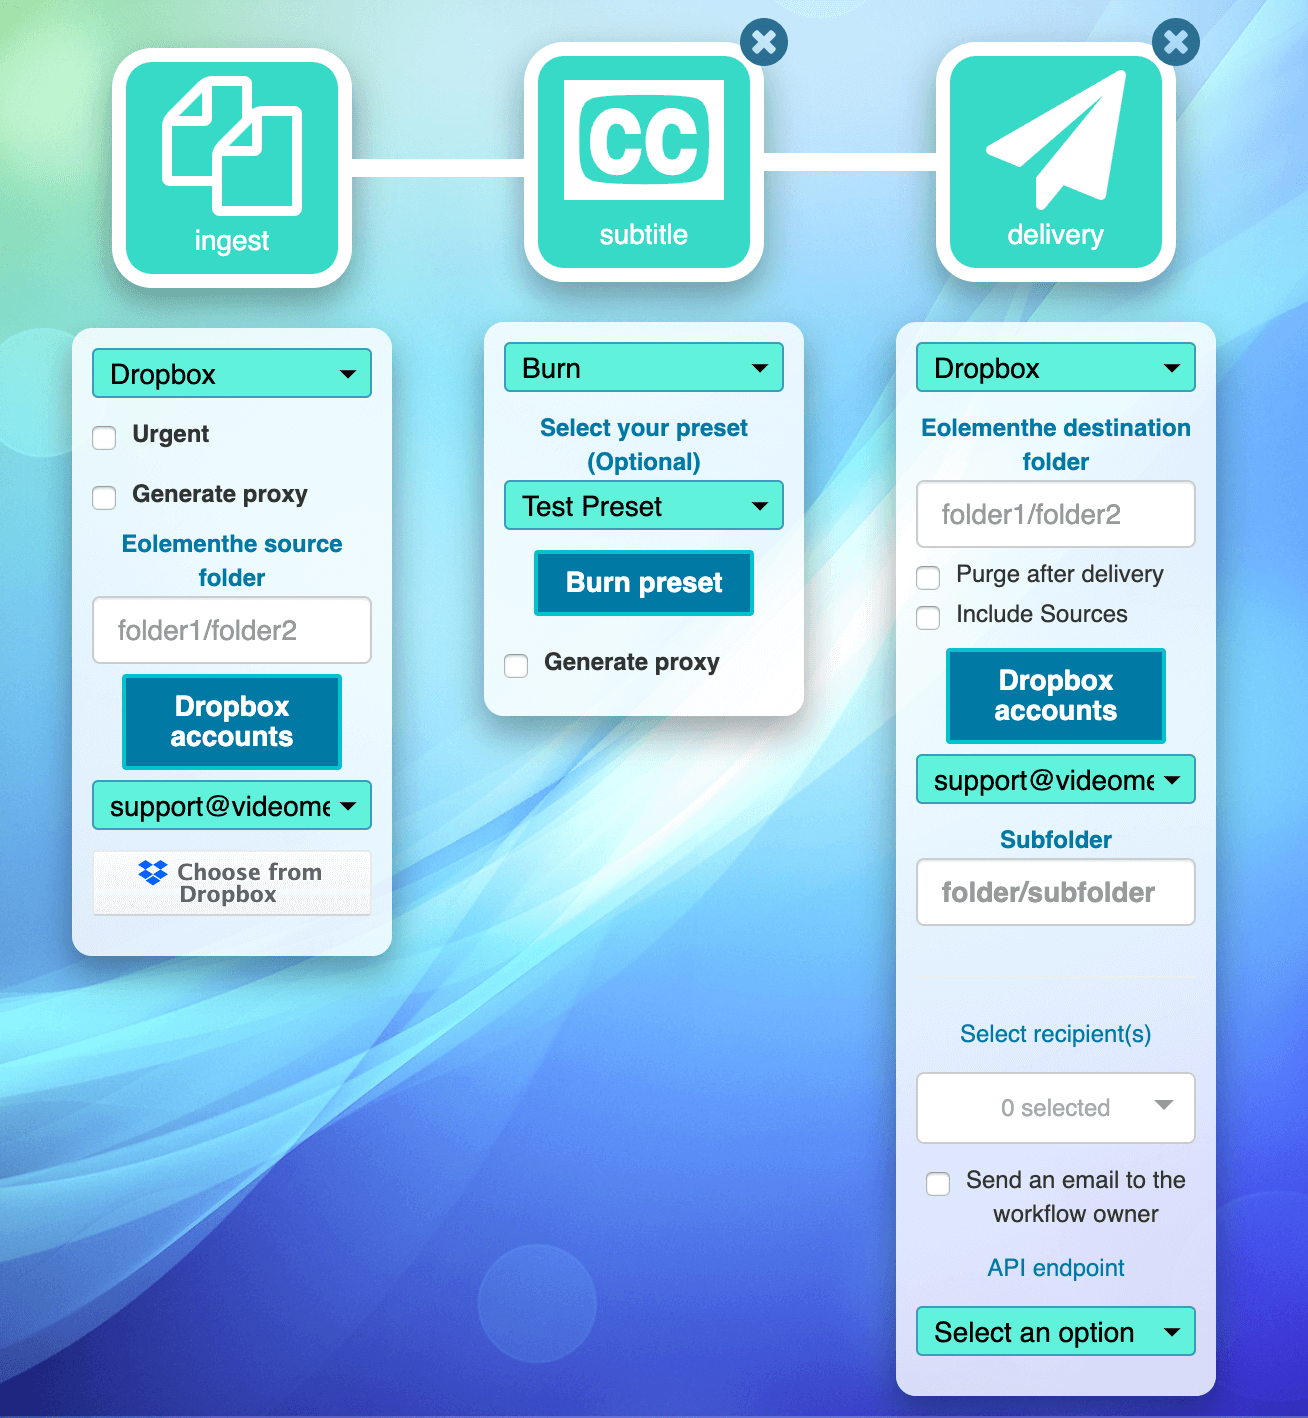 ingest
CC
subtitle
delivery
Dropbox
Urgent
Generate proxy
Eolementhe source
folder
folder1/folder2
Dropbox
accounts
support@videome
Choose from
Dropbox
Burn
Select your preset
(Optional)
Test Preset
Burn preset
Generate proxy
Dropbox
Eolementhe destination
folder
folder1/folder2
Purge after delivery
Include Sources
Dropbox
accounts
support@videome
Subfolder
folder/subfolder
Select recipient(s)
0 selected
Send an email to the
workflow owner
API endpoint
Select an option